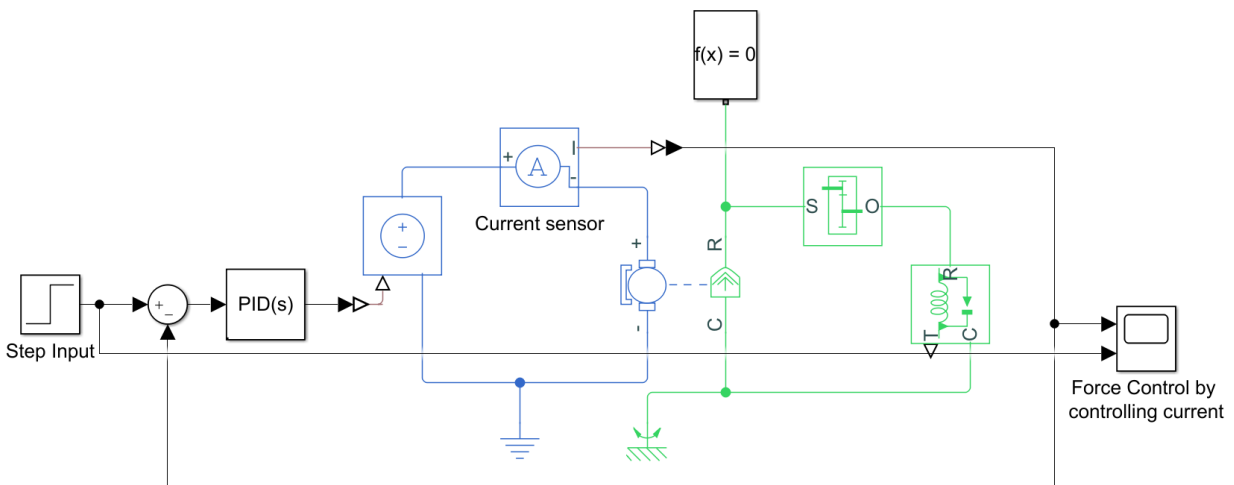 f(x) = 0
+
I
A
-
Current sensor
S
O
+
-
+
R
R
PID(s)
+
-
Step Input
-
C
T
C
Force Control by
controlling current